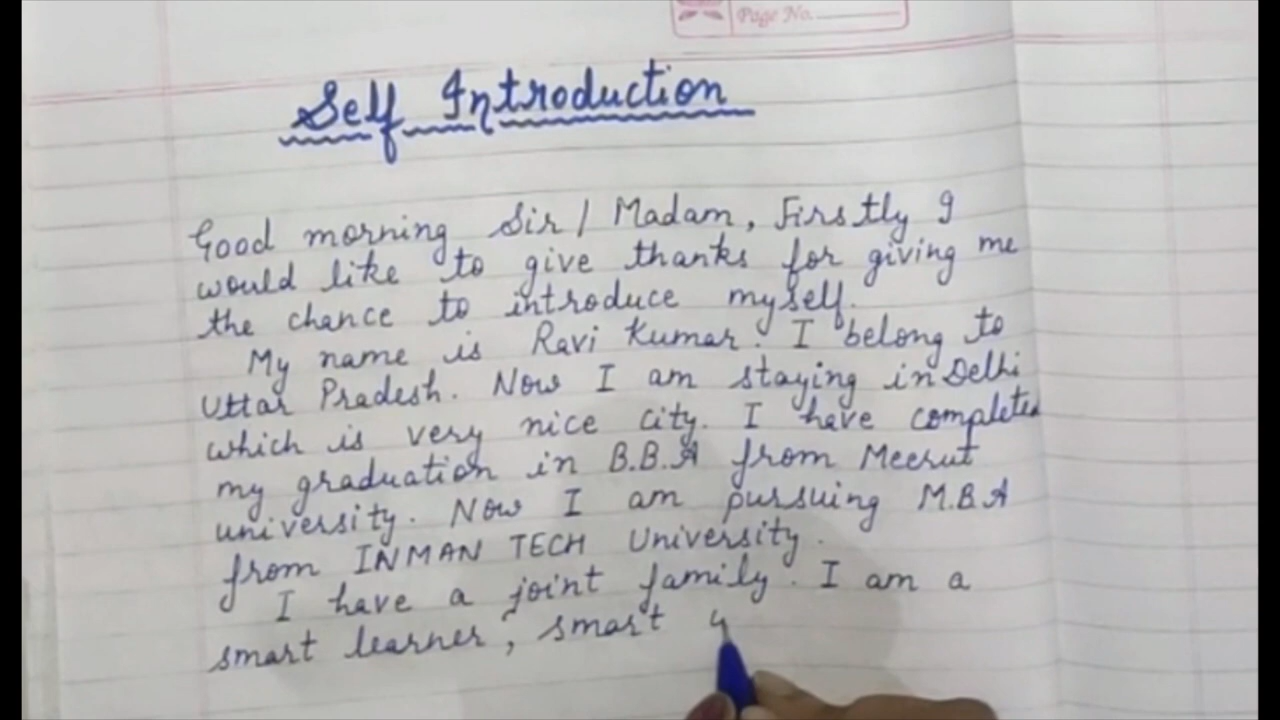 Page No.
Self Introduction
Good morning Sir / Madam, Firstly I
would like to give thanks for giving me
the chance to introduce myself.
My name is Ravi Kumar. I belong to
Uttar Pradesh. Now I am staying in Delhi
which is very nice city. I have completed
my graduation in B.B.A from Meerut
university. Now I am pursuing M.B.A
from INMAN TECH University.
I have a joint family. I am a
smart learner, smart